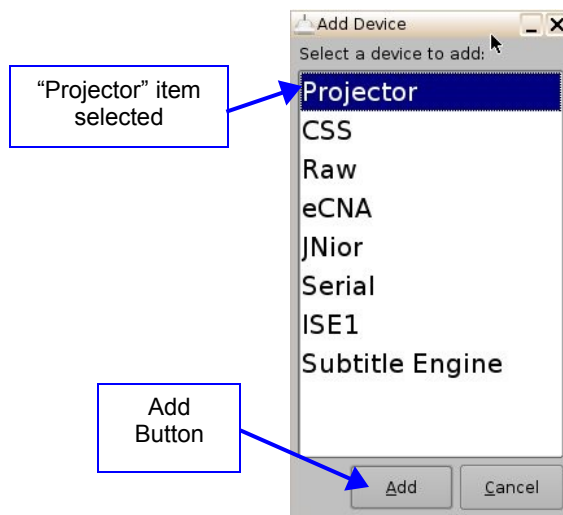 Add Device
Select a device to add:
“Projector” item
selected
Projector
CSS
Raw
eCNA
JNior
Serial
ISE1
Subtitle Engine
Add
Button
Add
Cancel